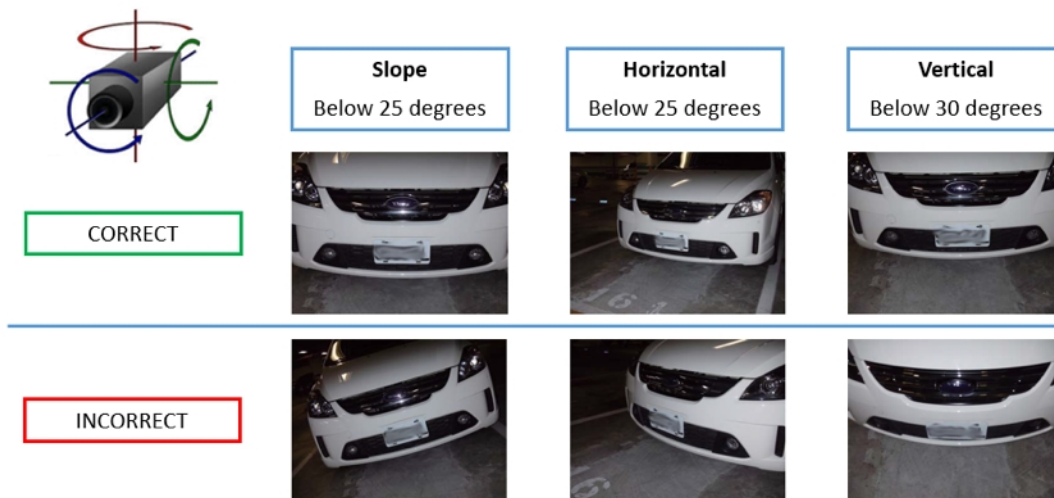 Slope
Below 25 degrees
Horizontal
Below 25 degrees
Vertical
Below 30 degrees
CORRECT
INCORRECT